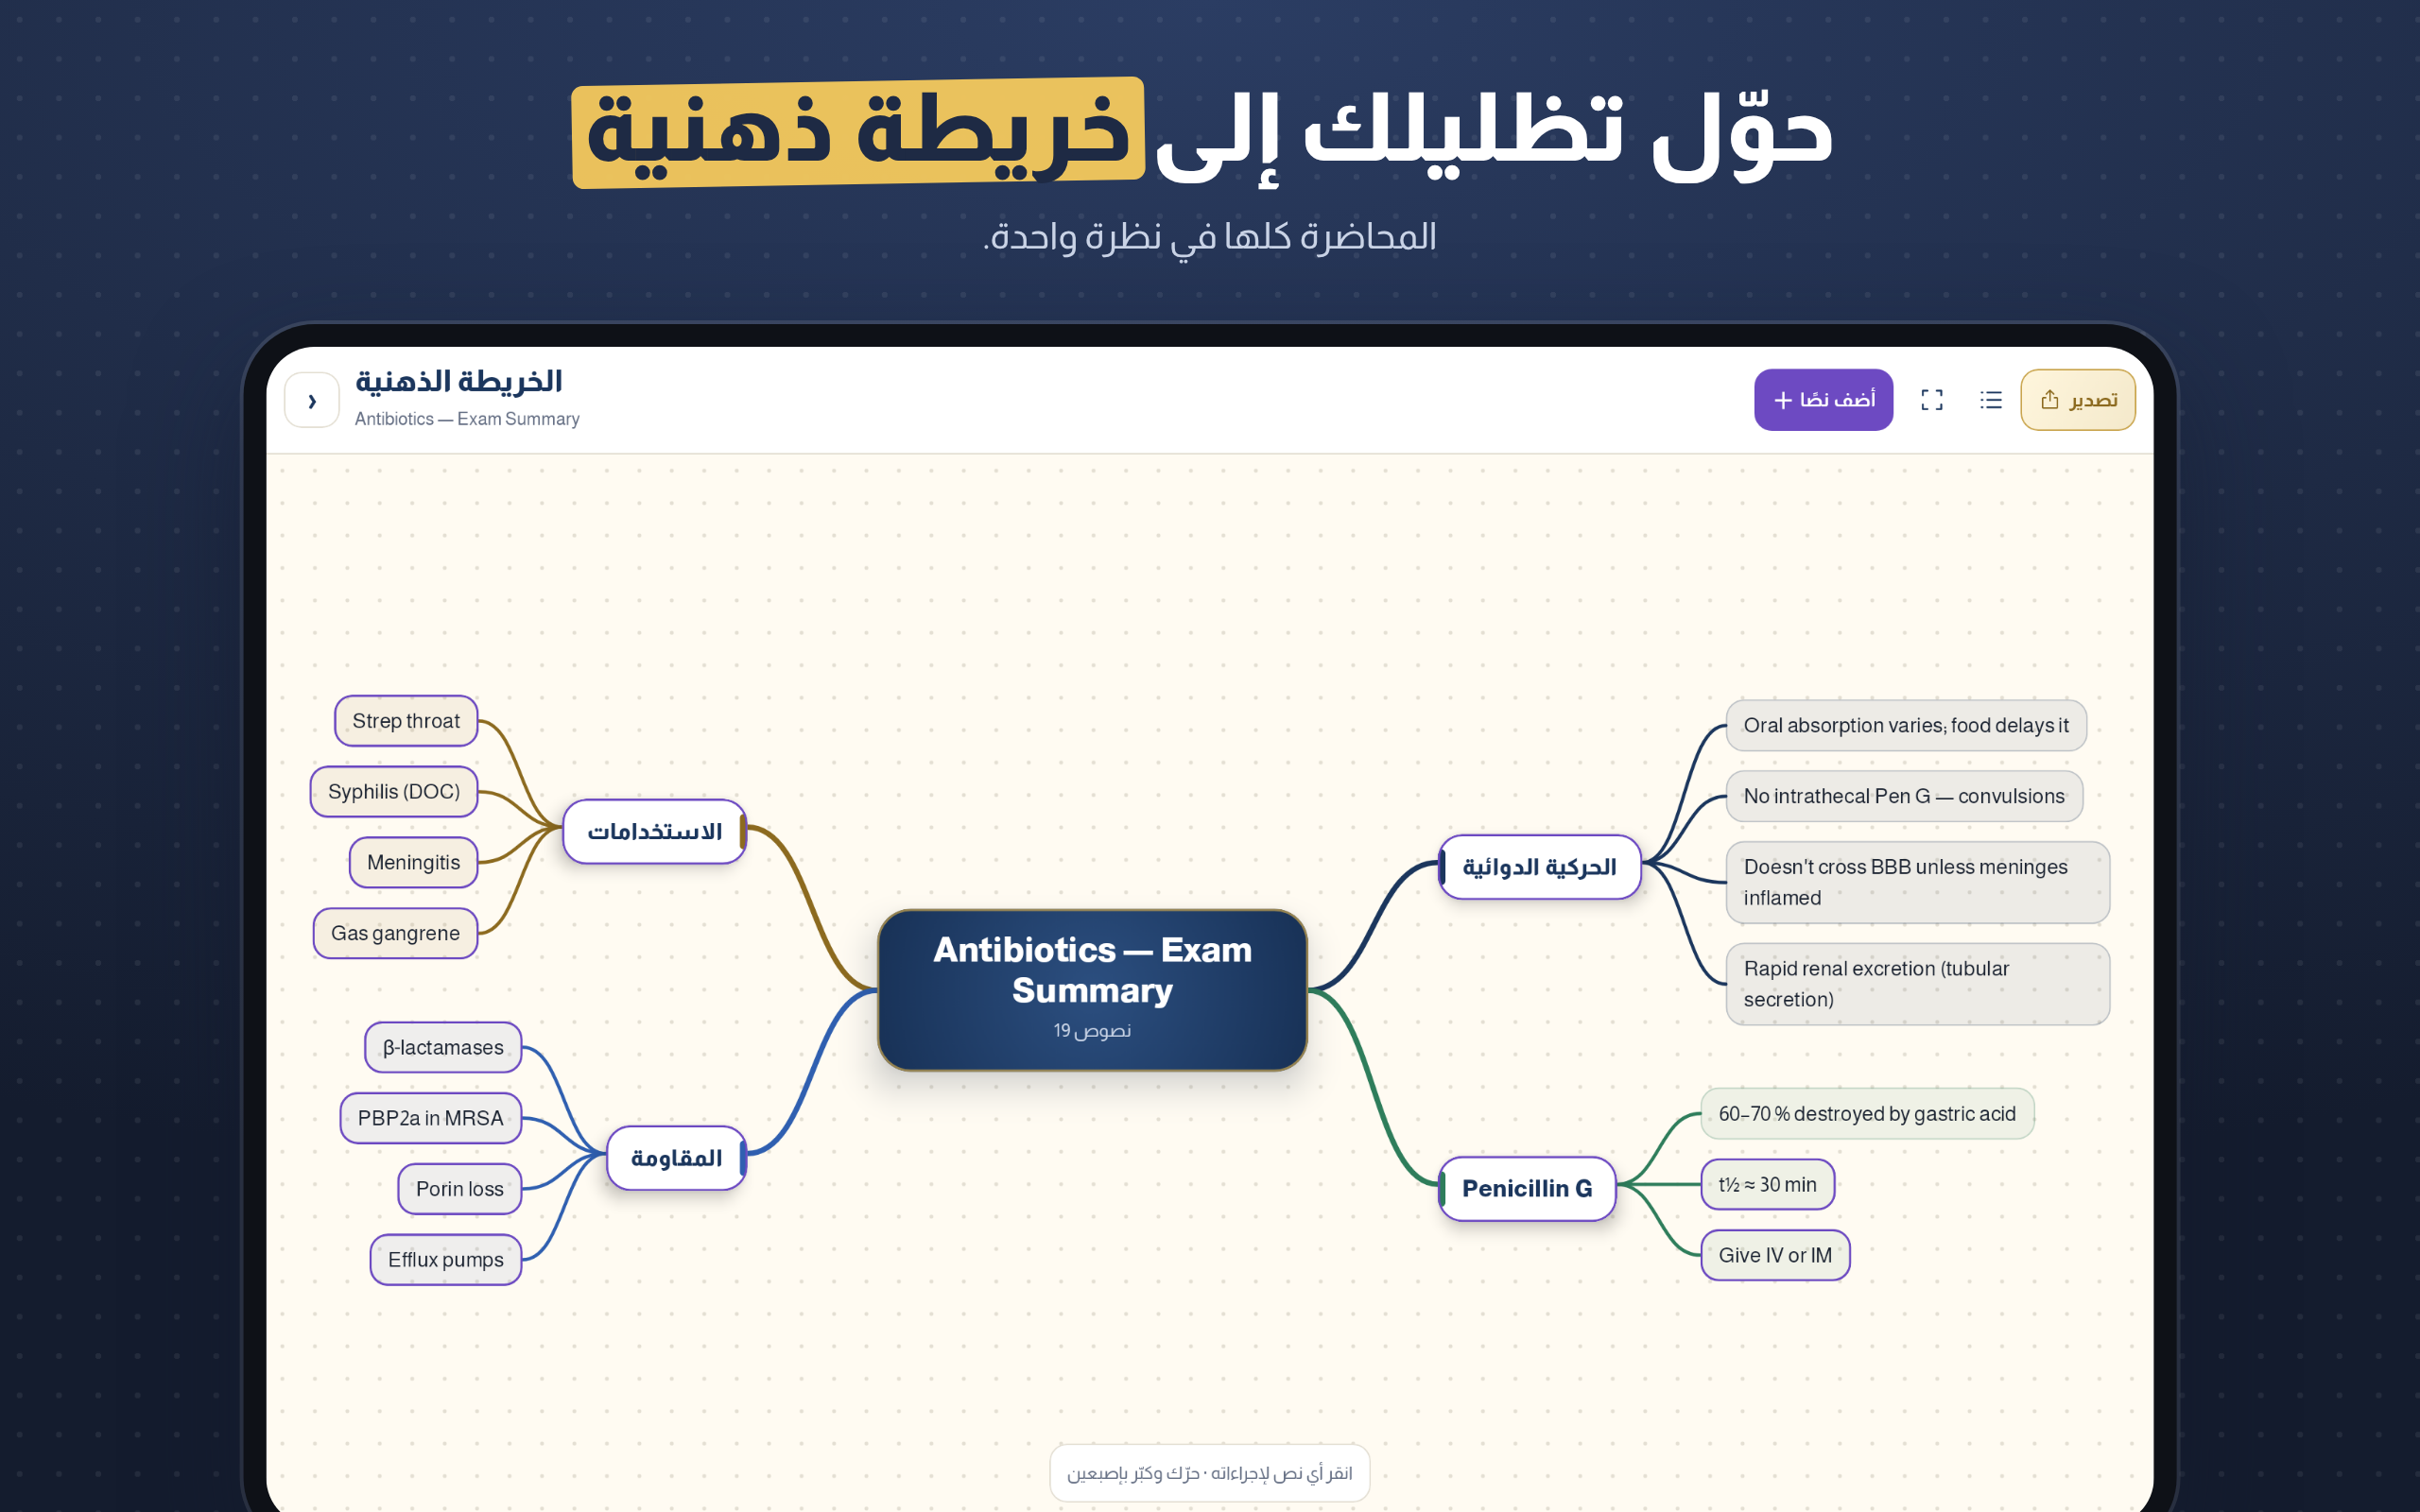 حوّل تظليلك إلى خريطة ذهنية
المحاضرة كلها في نظرة واحدة.
الخريطة الذهنية
Antibiotics — Exam Summary
أضف نصًا +
تصدير
Strep throat
Syphilis (DOC)
Meningitis
Gas gangrene
الاستخدامات
β-lactamases
PBP2a in MRSA
Porin loss
Efflux pumps
المقاومة
Antibiotics — Exam
Summary
19 نصوص
الحركية الدوائية
Oral absorption varies; food delays it
No intrathecal Pen G — convulsions
Doesn't cross BBB unless meninges
inflamed
Rapid renal excretion (tubular
secretion)
Penicillin G
60–70 % destroyed by gastric acid
t½ ≈ 30 min
Give IV or IM
انقر أي نص لإجراءاته · حرّك وكبّر بإصبعين